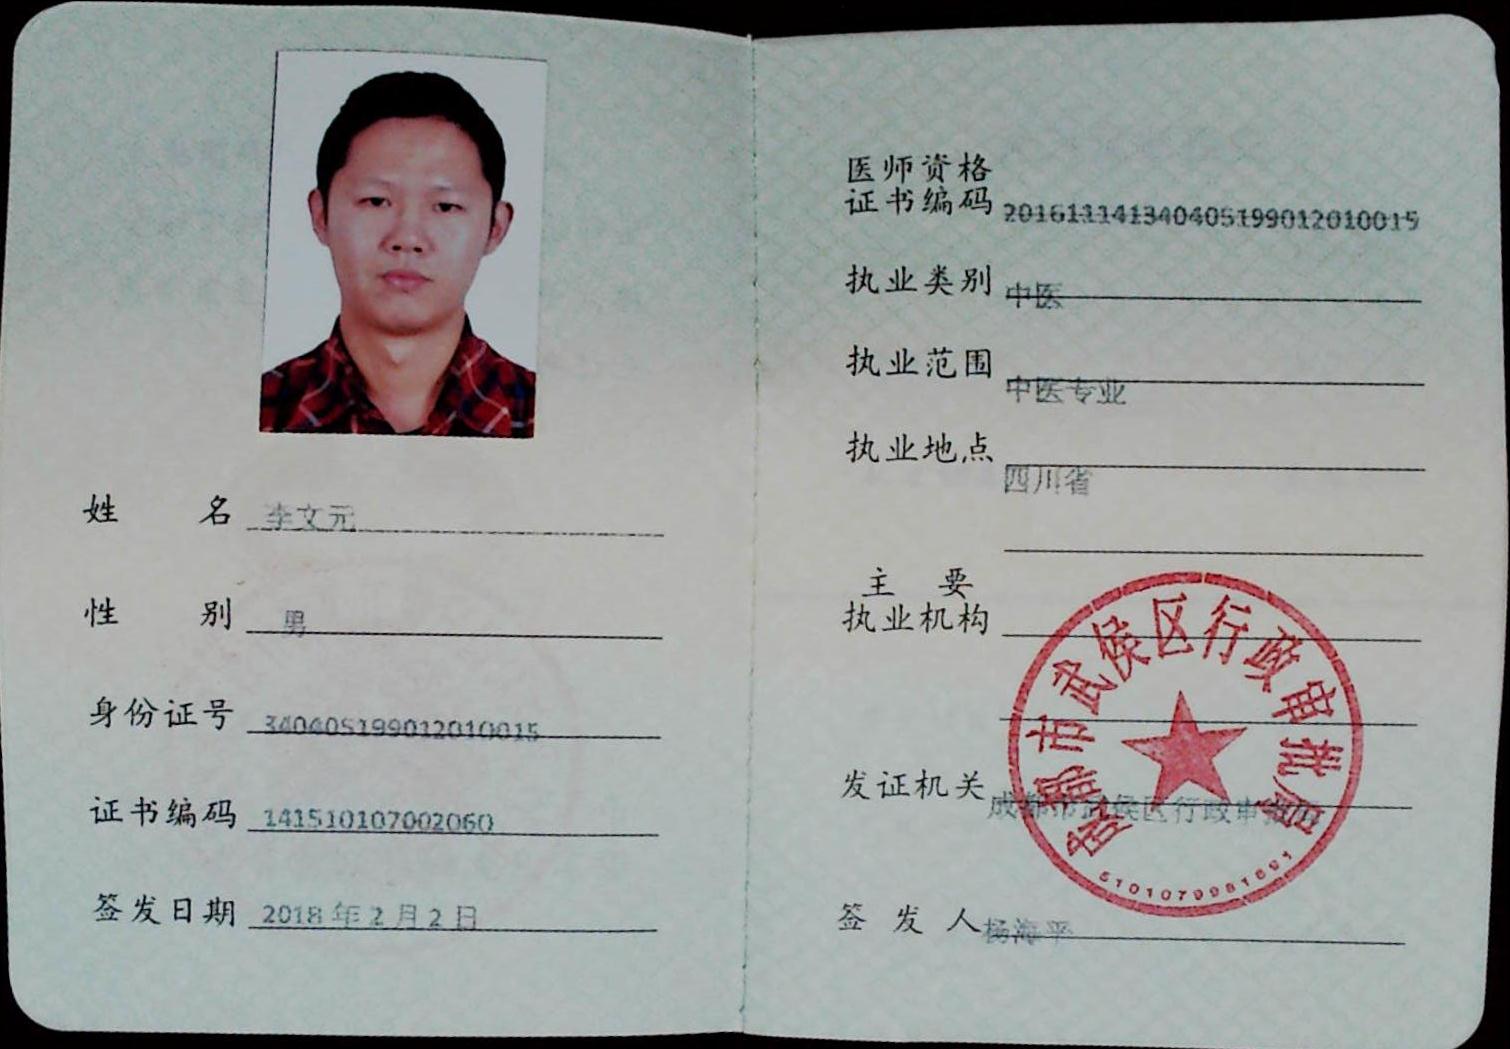 姓 名 李文元
性 别 男
身份证号 340405199012010015
证书编码 141510107002060
签发日期 2018年2月2日
医师资格
证书编码 201611141340405199012010015
执业类别 中医
执业范围 中医专业
执业地点 四川省
主 要
执业机构
发证机关 成都市武侯区行政审批局
签 发 人 杨海平
成都市武侯区行政审批局
5101079981691